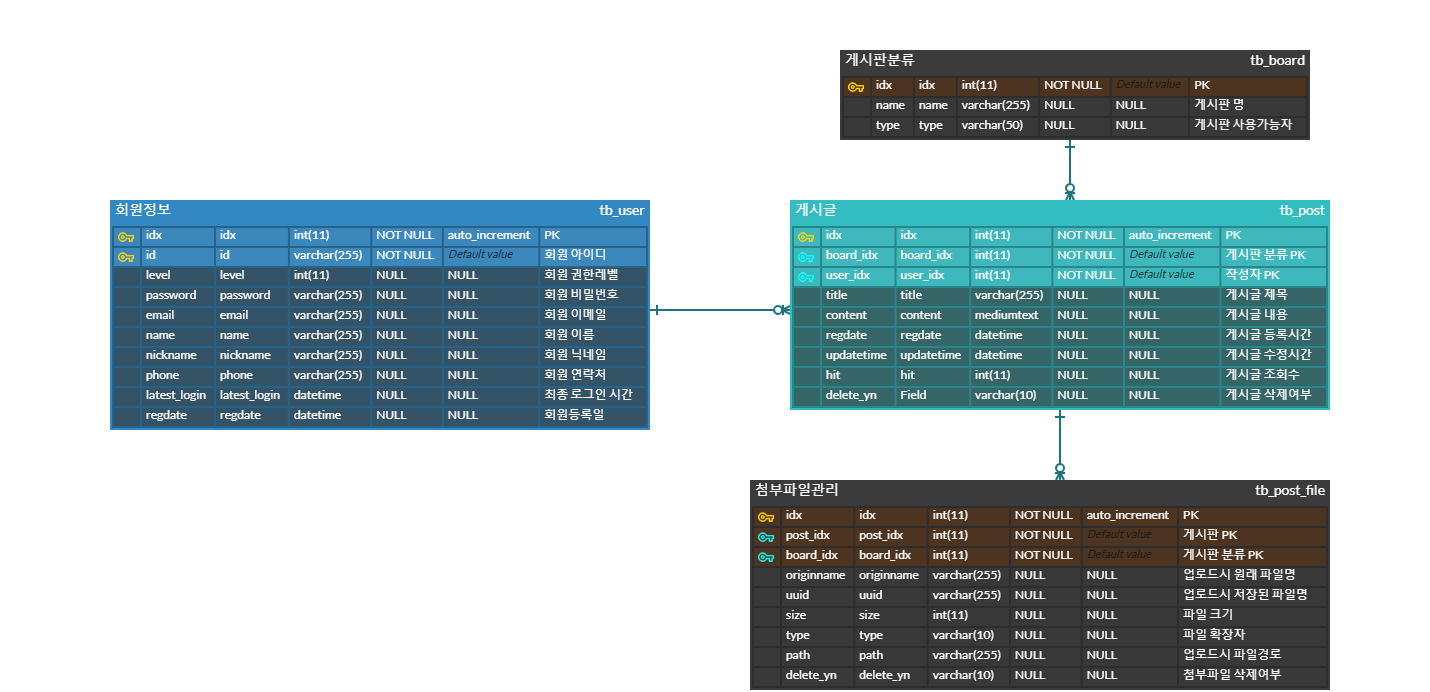 게시판분류 tb_board
idx idx int(11) NOT NULL Default value PK
name name varchar(255) NULL NULL 게시판 명
type type varchar(50) NULL NULL 게시판 사용가능자
회원정보 tb_user
idx idx int(11) NOT NULL auto_increment PK
id id varchar(255) NOT NULL Default value 회원 아이디
level level int(11) NULL NULL 회원 권한레벨
password password varchar(255) NULL NULL 회원 비밀번호
email email varchar(255) NULL NULL 회원 이메일
name name varchar(255) NULL NULL 회원 이름
nickname nickname varchar(255) NULL NULL 회원 닉네임
phone phone varchar(255) NULL NULL 회원 연락처
latest_login latest_login datetime NULL NULL 최종 로그인 시간
regdate regdate datetime NULL NULL 회원등록일
게시글 tb_post
idx idx int(11) NOT NULL auto_increment PK
board_idx board_idx int(11) NOT NULL Default value 게시판 분류 PK
user_idx user_idx int(11) NOT NULL Default value 작성자 PK
title title varchar(255) NULL NULL 게시글 제목
content content mediumtext NULL NULL 게시글 내용
regdate regdate datetime NULL NULL 게시글 등록시간
updatetime updatetime datetime NULL NULL 게시글 수정시간
hit hit int(11) NULL NULL 게시글 조회수
delete_yn Field varchar(10) NULL NULL 게시글 삭제여부
첨부파일관리 tb_post_file
idx idx int(11) NOT NULL auto_increment PK
post_idx post_idx int(11) NOT NULL Default value 게시판 PK
board_idx board_idx int(11) NOT NULL Default value 게시판 분류 PK
originname originname varchar(255) NULL NULL 업로드시 원래 파일명
uuid uuid varchar(255) NULL NULL 업로드시 저장된 파일명
size size int(11) NULL NULL 파일 크기
type type varchar(10) NULL NULL 파일 확장자
path path varchar(255) NULL NULL 업로드시 파일경로
delete_yn delete_yn varchar(10) NULL NULL 첨부파일 삭제여부